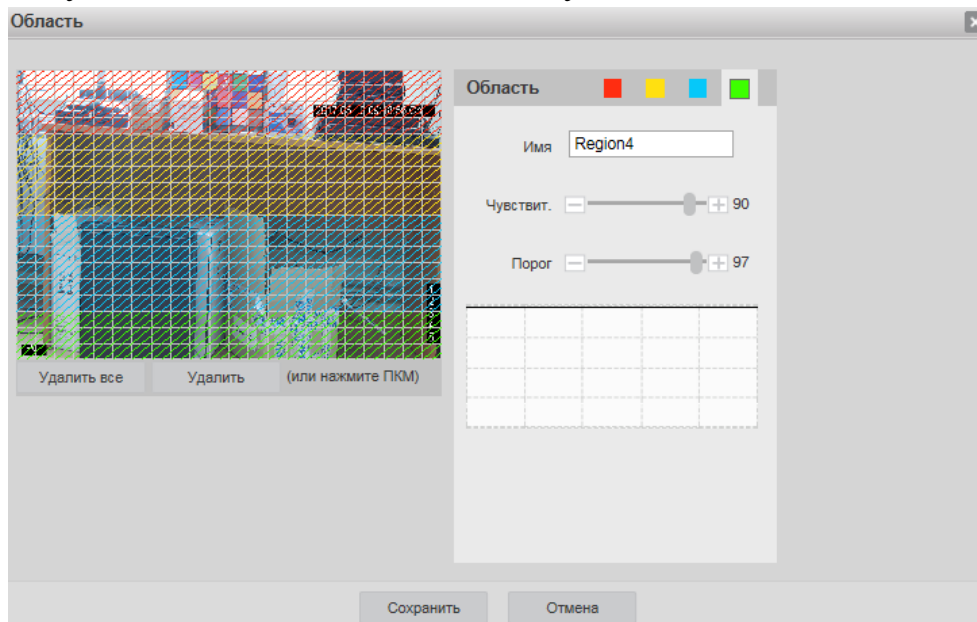 Область
Область
Имя
Region4
Чувствит.
90
Порог
97
Удалить все
Удалить
(или нажмите ПКМ)
Сохранить
Отмена